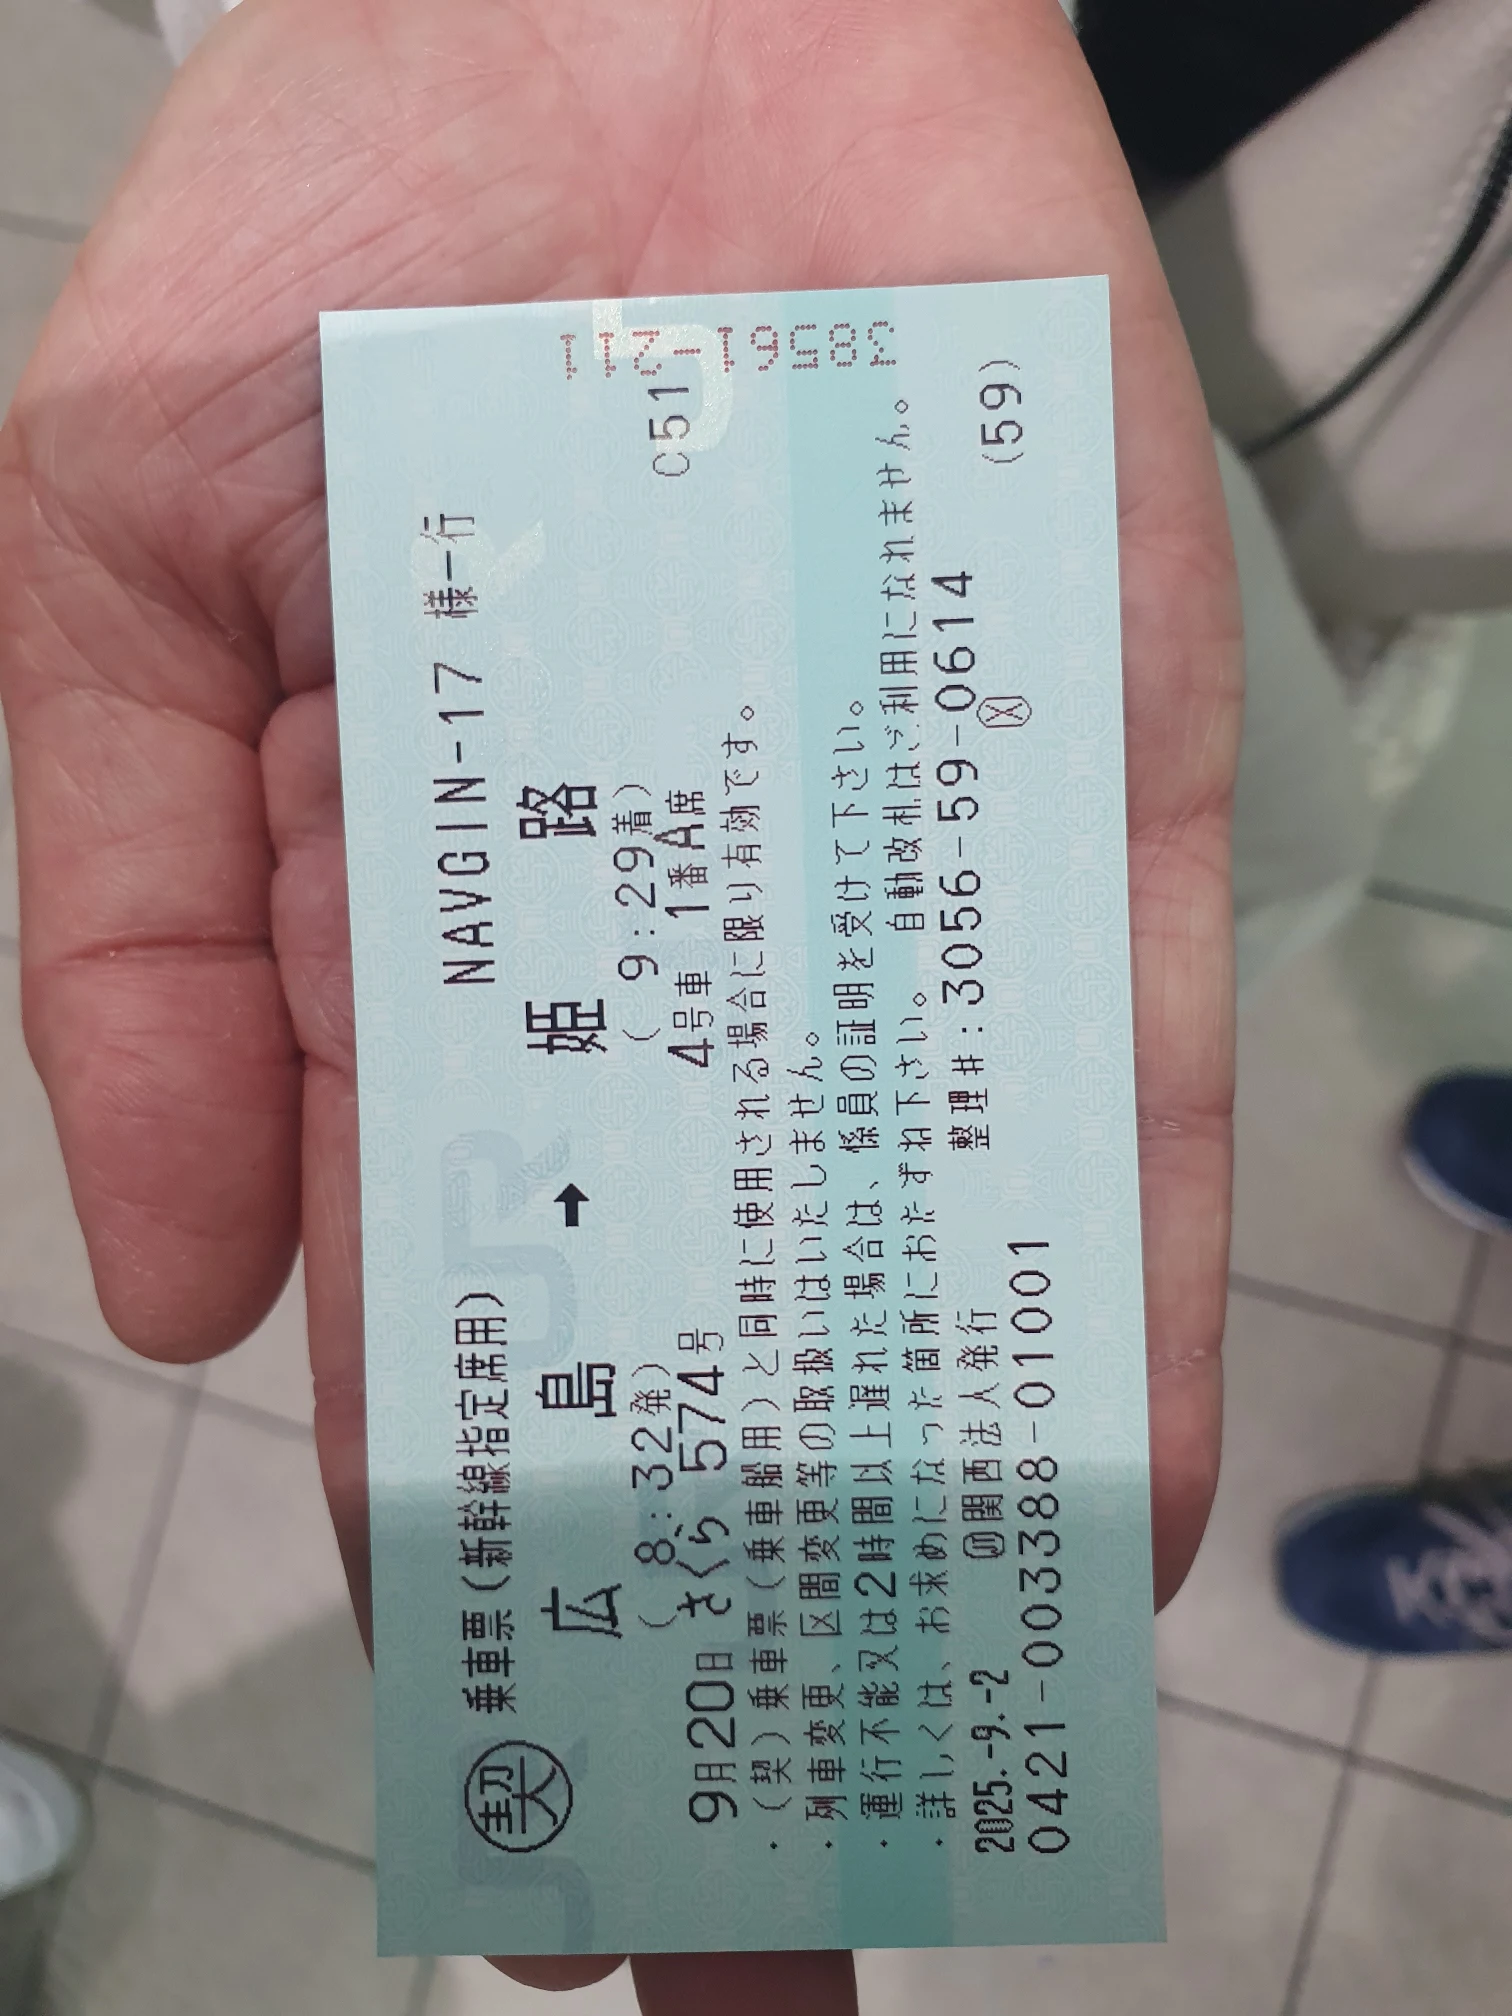 契 乗車票(新幹線指定席用) NAVGIN-17 様一行
広島 → 姫路
(8:32発) (9:29着) C51
9月20日 さくら 574号 4号車 1番A席
・(契)乗車票(乗車船用)と同時に使用される場合に限り有効です。
・列車変更、区間変更等の取扱いはいたしません。
・運行不能又は2時間以上遅れた場合は、係員の証明を受けて下さい。
・詳しくは、お求めになった箇所におたずね下さい。 自動改札はご利用になれません。
2025.-9.-2 関西法人発行 整理#:3056-59-0614
0421-003388-01001 (59)
38561-211